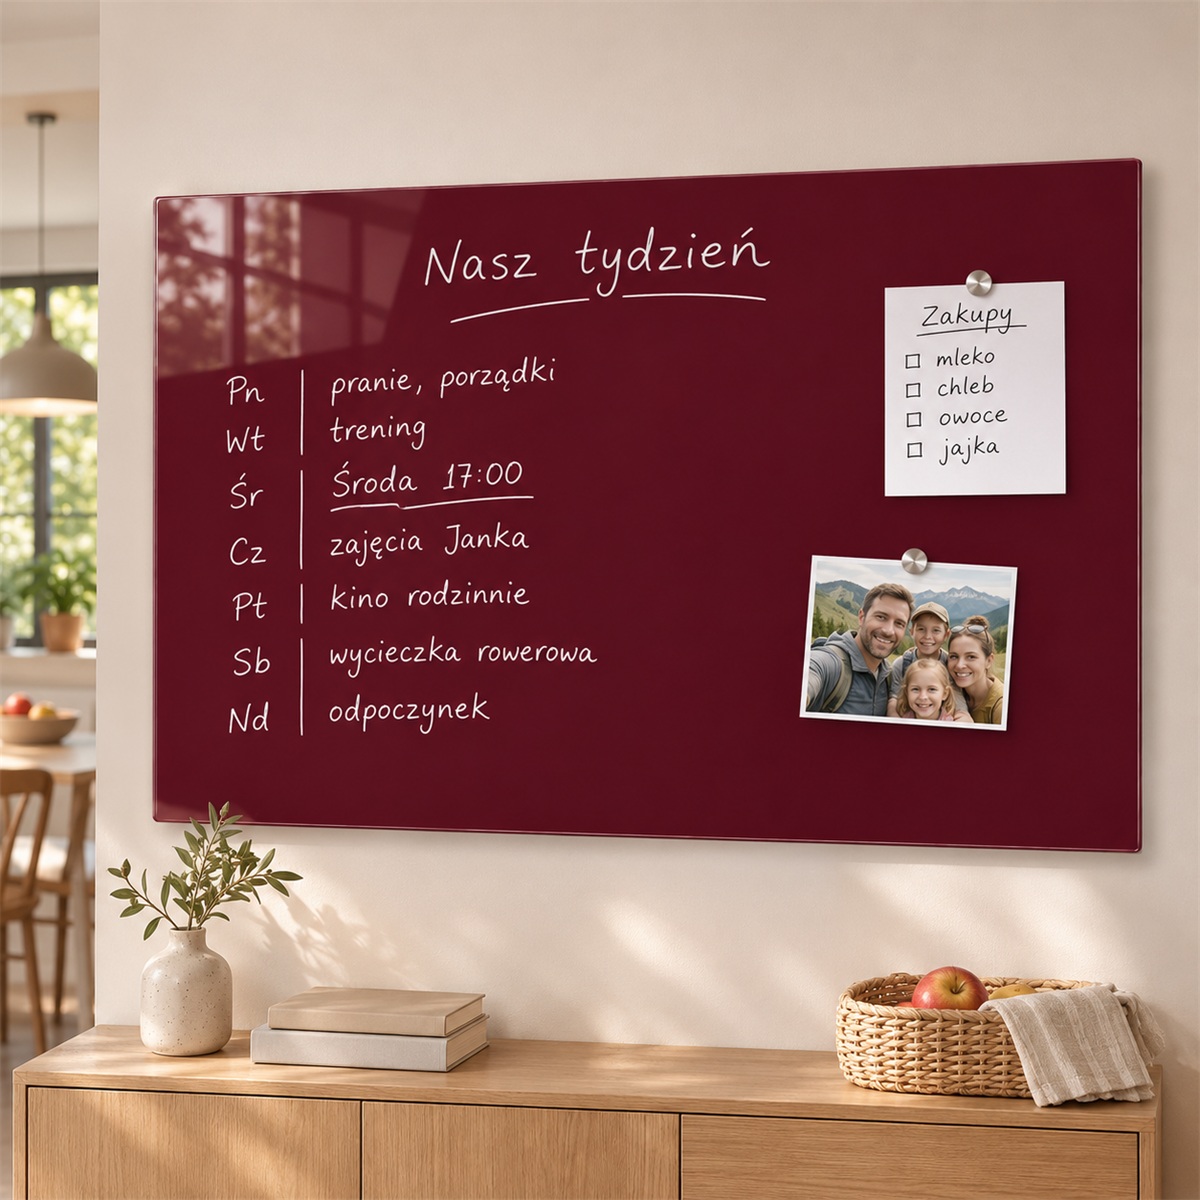 Nasz tydzień
Pn pranie, porządki
Wt trening
Śr Środa 17:00
Cz zajęcia Janka
Pt kino rodzinnie
Sb wycieczka rowerowa
Nd odpoczynek
Zakupy
☐ mleko
☐ chleb
☐ owoce
☐ jajka